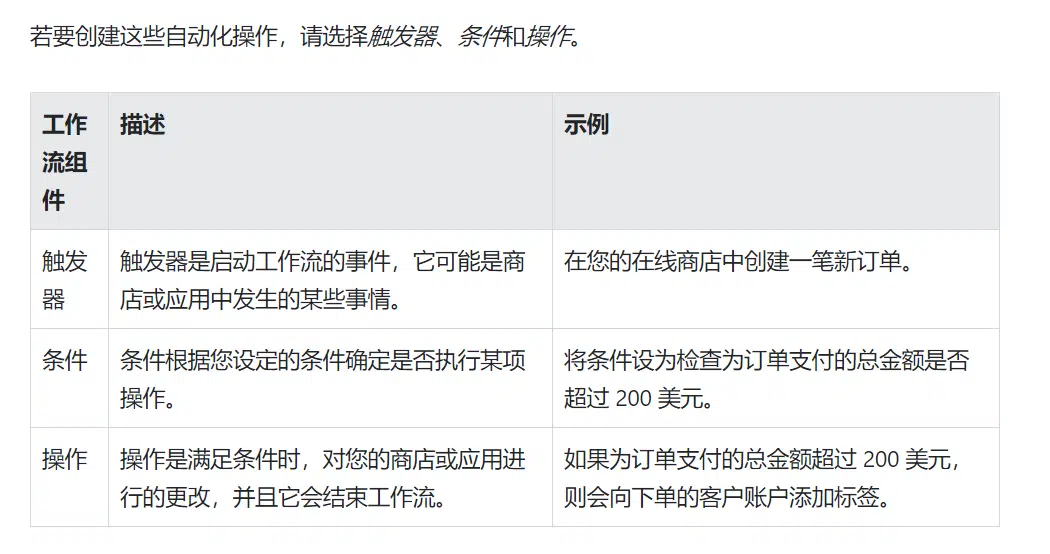 若要创建这些自动化操作，请选择触发器、条件和操作。
工作
流组
件
描述
示例
触发
器
触发器是启动工作流的事件，它可能是商
店或应用中发生的某些事情。
在您的在线商店中创建一笔新订单。
条件
条件根据您设定的条件确定是否执行某项
操作。
将条件设为检查为订单支付的总金额是否
超过 200 美元。
操作
操作是满足条件时，对您的商店或应用进
行的更改，并且它会结束工作流。
如果为订单支付的总金额超过 200 美元，
则会向下单的客户账户添加标签。